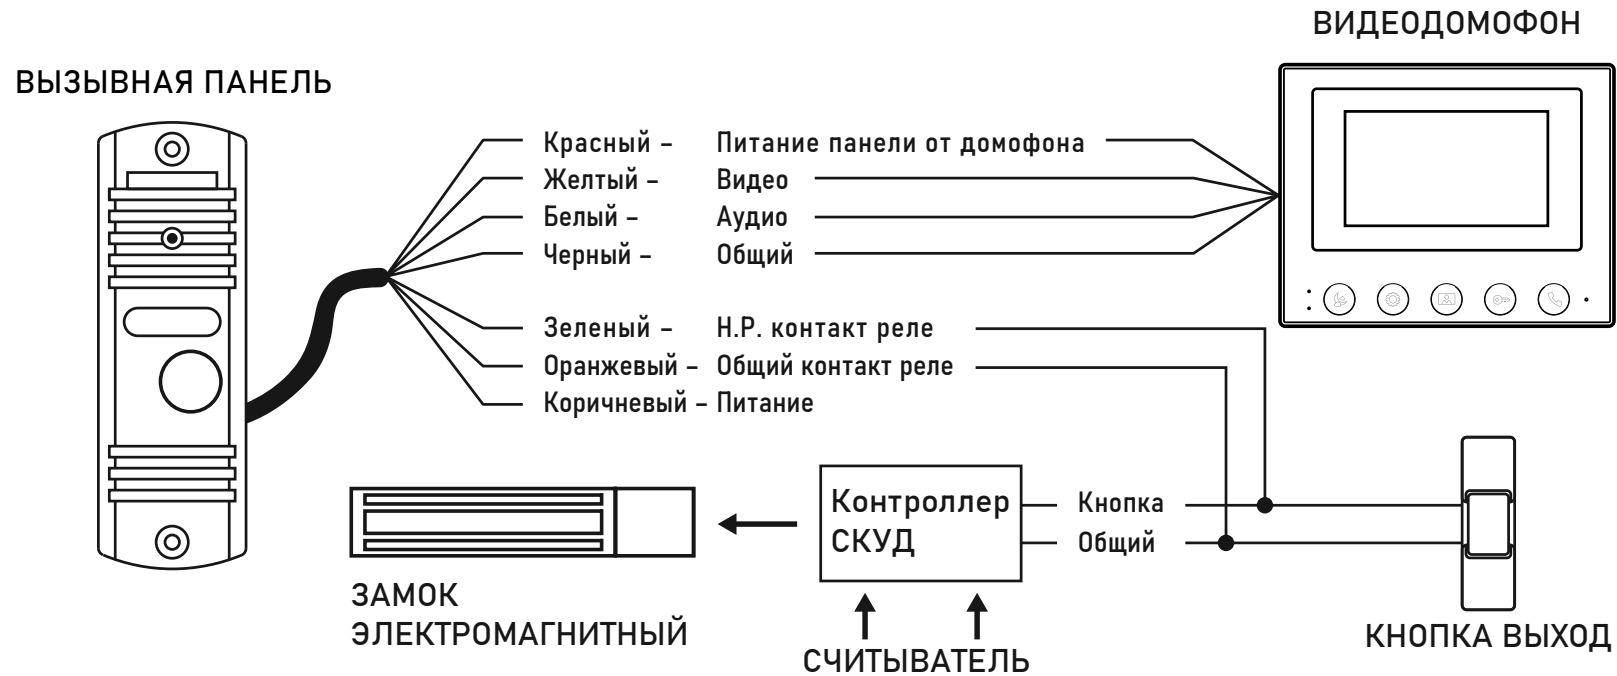 ВИДЕОДОМОФОН
ВЫЗЫВНАЯ ПАНЕЛЬ
Красный – Питание панели от домофона
Желтый – Видео
Белый – Аудио
Черный – Общий
Зеленый – Н.Р. контакт реле
Оранжевый – Общий контакт реле
Коричневый – Питание
Контроллер
СКУД
Кнопка
Общий
ЗАМОК
ЭЛЕКТРОМАГНИТНЫЙ
СЧИТЫВАТЕЛЬ
КНОПКА ВЫХОД